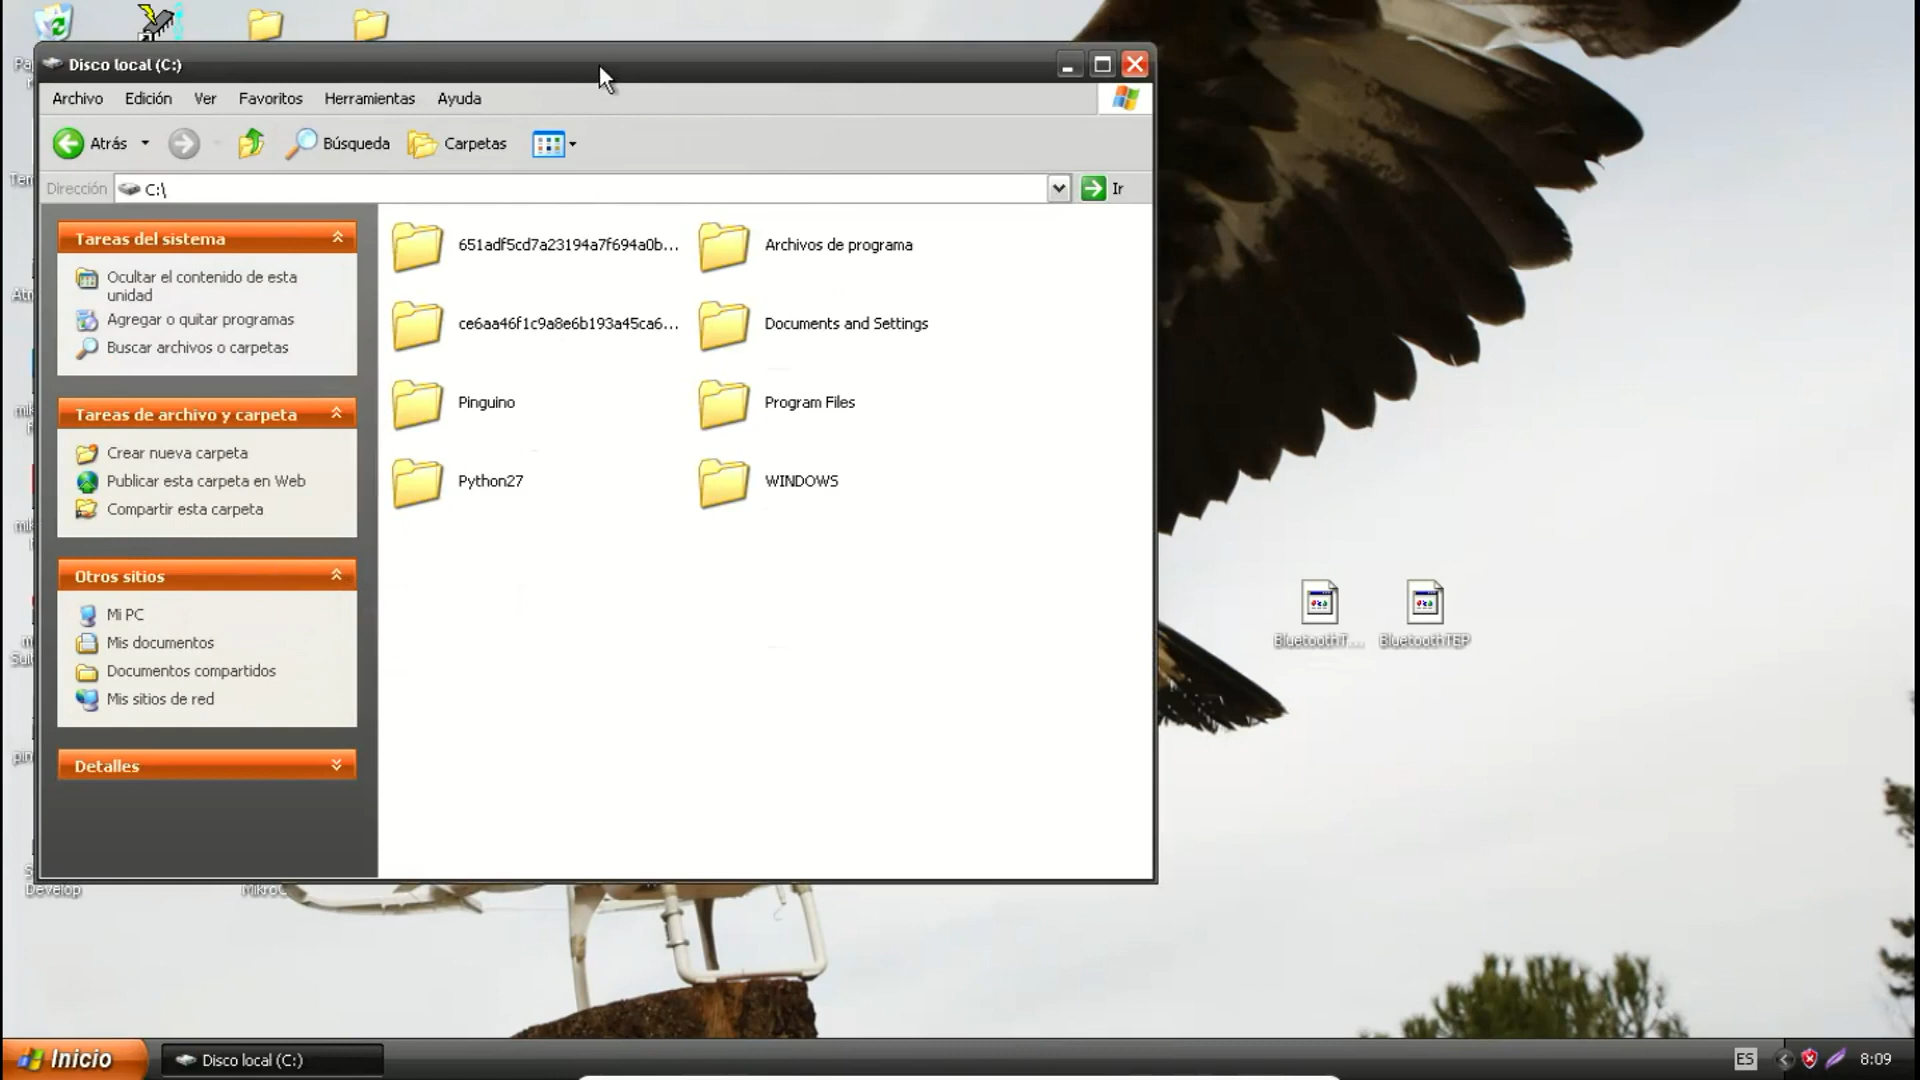 Disco local (C:)
Archivo Edición Ver Favoritos Herramientas Ayuda
Atrás Búsqueda Carpetas
Dirección C:\ Ir
Tareas del sistema
Ocultar el contenido de esta
unidad
Agregar o quitar programas
Buscar archivos o carpetas
Tareas de archivo y carpeta
Crear nueva carpeta
Publicar esta carpeta en Web
Compartir esta carpeta
Otros sitios
Mi PC
Mis documentos
Documentos compartidos
Mis sitios de red
Detalles
651adf5cd7a23194a7f694a0b... Archivos de programa
ce6aa46f1c9a8e6b193a45ca6... Documents and Settings
Pinguino Program Files
Python27 WINDOWS
BluetoothT... BluetoothTEP
Develop
Inicio Disco local (C:) ES 8:09